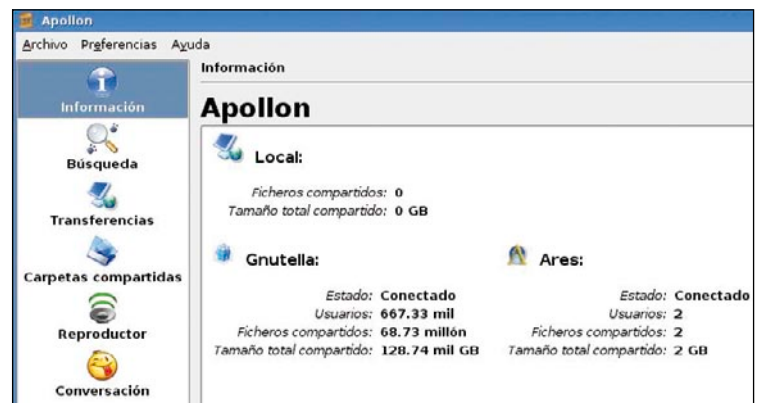 Apollon
Archivo Preferencias Ayuda
Información
Búsqueda
Transferencias
Carpetas compartidas
Reproductor
Conversación
Información
Apollon
Local:
Ficheros compartidos: 0
Tamaño total compartido: 0 GB
Gnutella:
Estado: Conectado
Usuarios: 667.33 mil
Ficheros compartidos: 68.73 millón
Tamaño total compartido: 128.74 mil GB
Ares:
Estado: Conectado
Usuarios: 2
Ficheros compartidos: 2
Tamaño total compartido: 2 GB